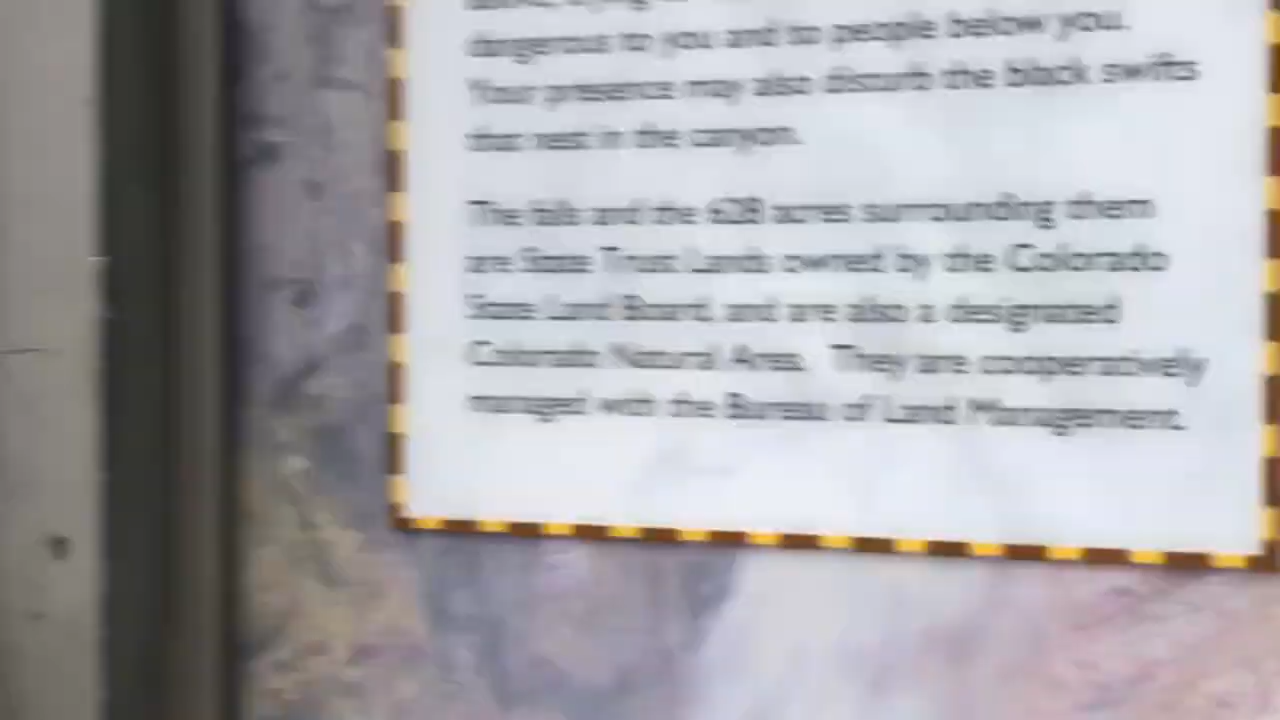 dangerous to you and to people below you.
Your presence may also disturb the black swifts
that nest in the canyon.
The falls and the 628 acres surrounding them
are State Trust Lands owned by the Colorado
State Land Board, and are also a designated
Colorado Natural Area. They are cooperatively
managed with the Bureau of Land Management.